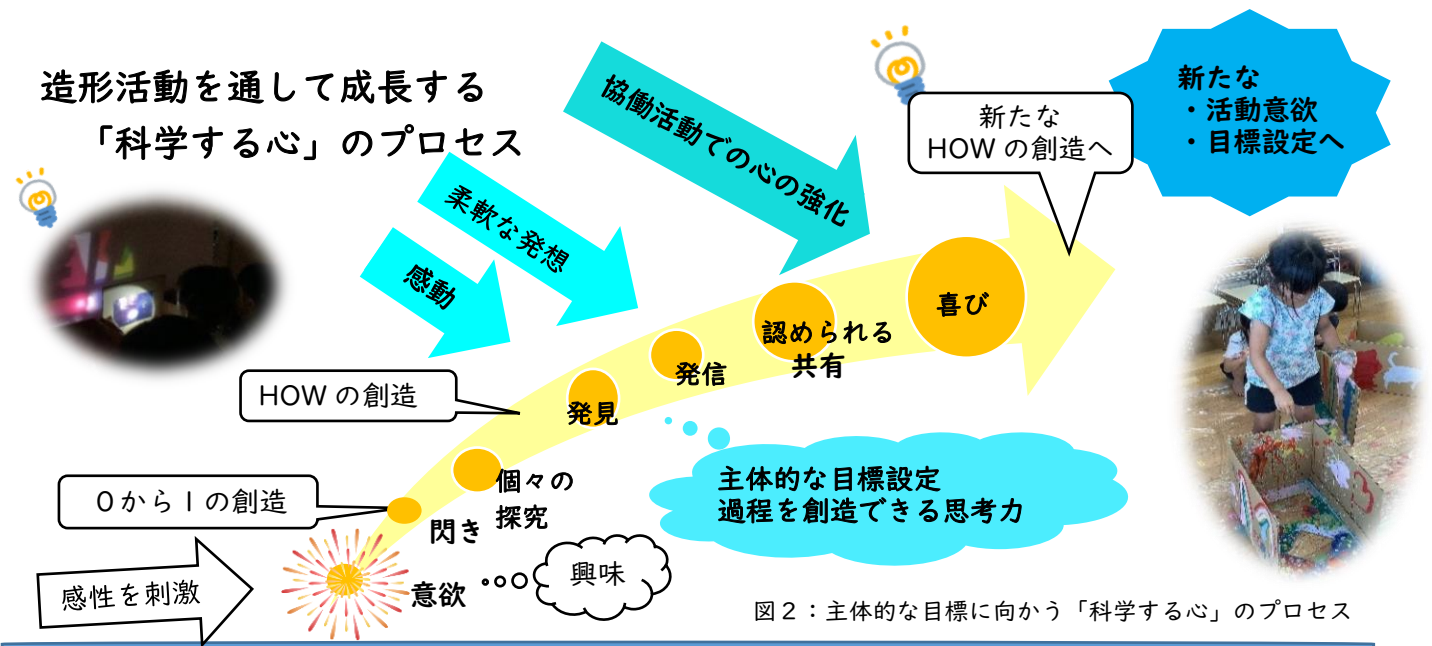 造形活動を通して成長する
「科学する心」のプロセス
協働活動での心の強化
新たな
HOWの創造へ
新たな
・活動意欲
・目標設定へ
柔軟な発想
感動
喜び
認められる
共有
発信
発見
HOWの創造
個々の
探究
主体的な目標設定
過程を創造できる思考力
0から1の創造
閃き
感性を刺激
意欲
興味
図2：主体的な目標に向かう「科学する心」のプロセス